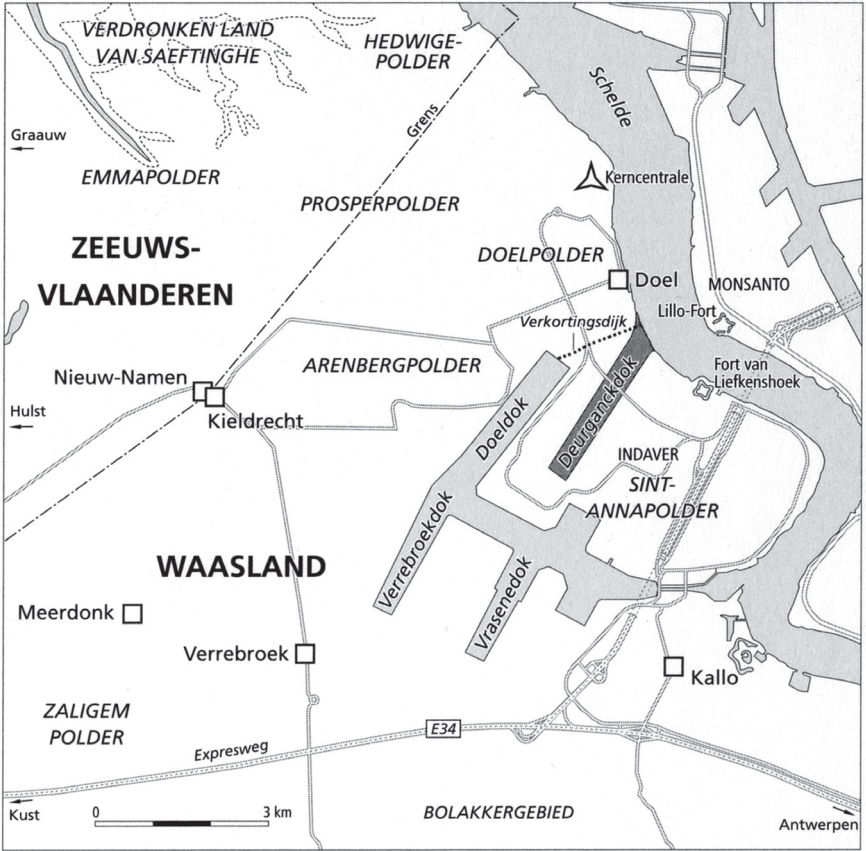 VERDRONKEN LAND
VAN SAEFTINGHE
HEDWIGE-
POLDER
Schelde
Grens
Graauw
EMMAPOLDER
Kerncentrale
PROSPERPOLDER
ZEEUWS-
VLAANDEREN
DOELPOLDER
Doel
MONSANTO
Lillo-Fort
Verkortingsdijk
ARENBERGPOLDER
Fort van
Liefkenshoek
Nieuw-Namen
Hulst
Kieldrecht
Doeldok
Deurganckdok
INDAVER
SINT-
ANNAPOLDER
Verrebroekdok
WAASLAND
Vrasenedok
Meerdonk
Verrebroek
Kallo
ZALIGEM
POLDER
Expresweg
E34
Kust
0 3 km
BOLAKKERGEBIED
Antwerpen